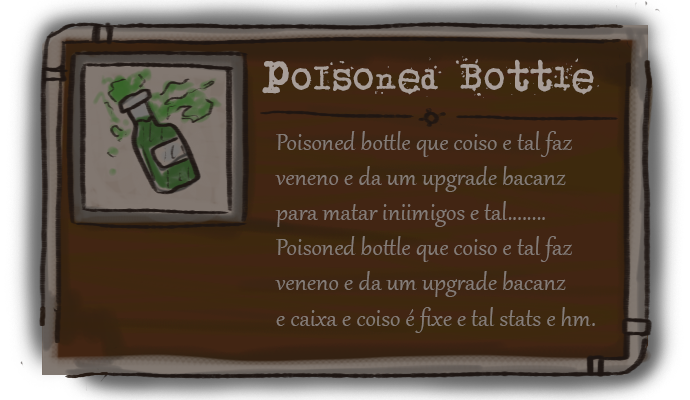 Poisoned Bottle
Poisoned bottle que coiso e tal faz
veneno e da um upgrade bacanz
para matar iniimigos e tal........
Poisoned bottle que coiso e tal faz
veneno e da um upgrade bacanz
e caixa e coiso é fixe e tal stats e hm.